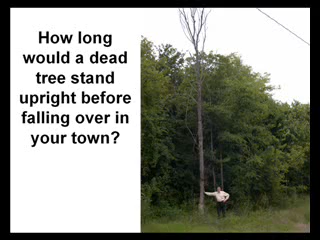 How long
would a dead
tree stand
upright before
falling over in
your town?